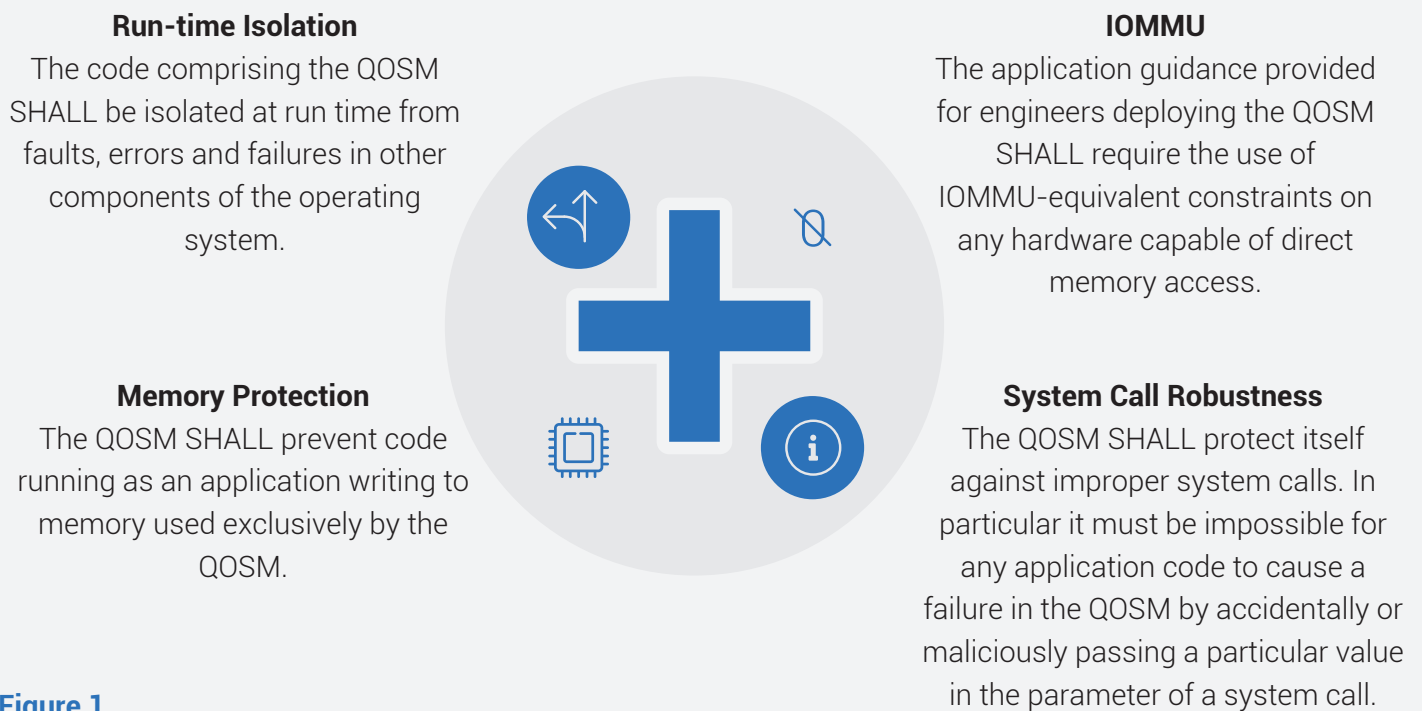 Run-time Isolation
The code comprising the QOSM
SHALL be isolated at run time from
faults, errors and failures in other
components of the operating
system.
IOMMU
The application guidance provided
for engineers deploying the QOSM
SHALL require the use of
IOMMU-equivalent constraints on
any hardware capable of direct
memory access.
Memory Protection
The QOSM SHALL prevent code
running as an application writing to
memory used exclusively by the
QOSM.
System Call Robustness
The QOSM SHALL protect itself
against improper system calls. In
particular it must be impossible for
any application code to cause a
failure in the QOSM by accidentally or
maliciously passing a particular value
in the parameter of a system call.
Figure 1